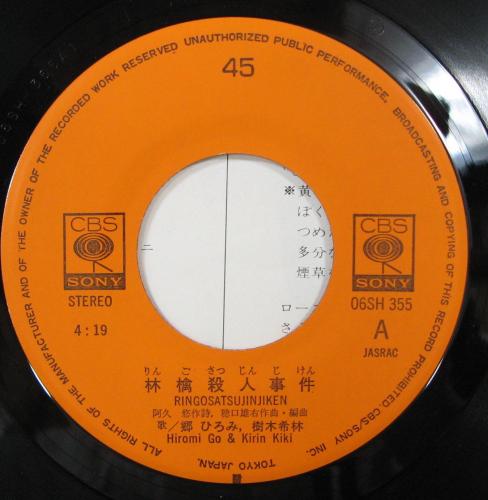 ALL RIGHTS OF THE MANUFACTURER AND OF THE OWNER OF THE RECORDED WORK RESERVED UNAUTHORIZED PUBLIC PERFORMANCE, BROADCASTING AND COPYING OF THIS RECORD PROHIBITED CBS/SONY INC. TOKYO JAPAN.
45
CBS
SONY
STEREO
4:19
CBS
SONY
06SH 355
A
JASRAC
りんごさつじんじけん
林檎殺人事件
RINGOSATSUJINJIKEN
阿久 悠作詩, 穂口雄右作曲・編曲
歌/郷 ひろみ, 樹木希林
Hiromi Go & Kirin Kiki
※黄
ぼく
つめ
多分
煙草
ロー